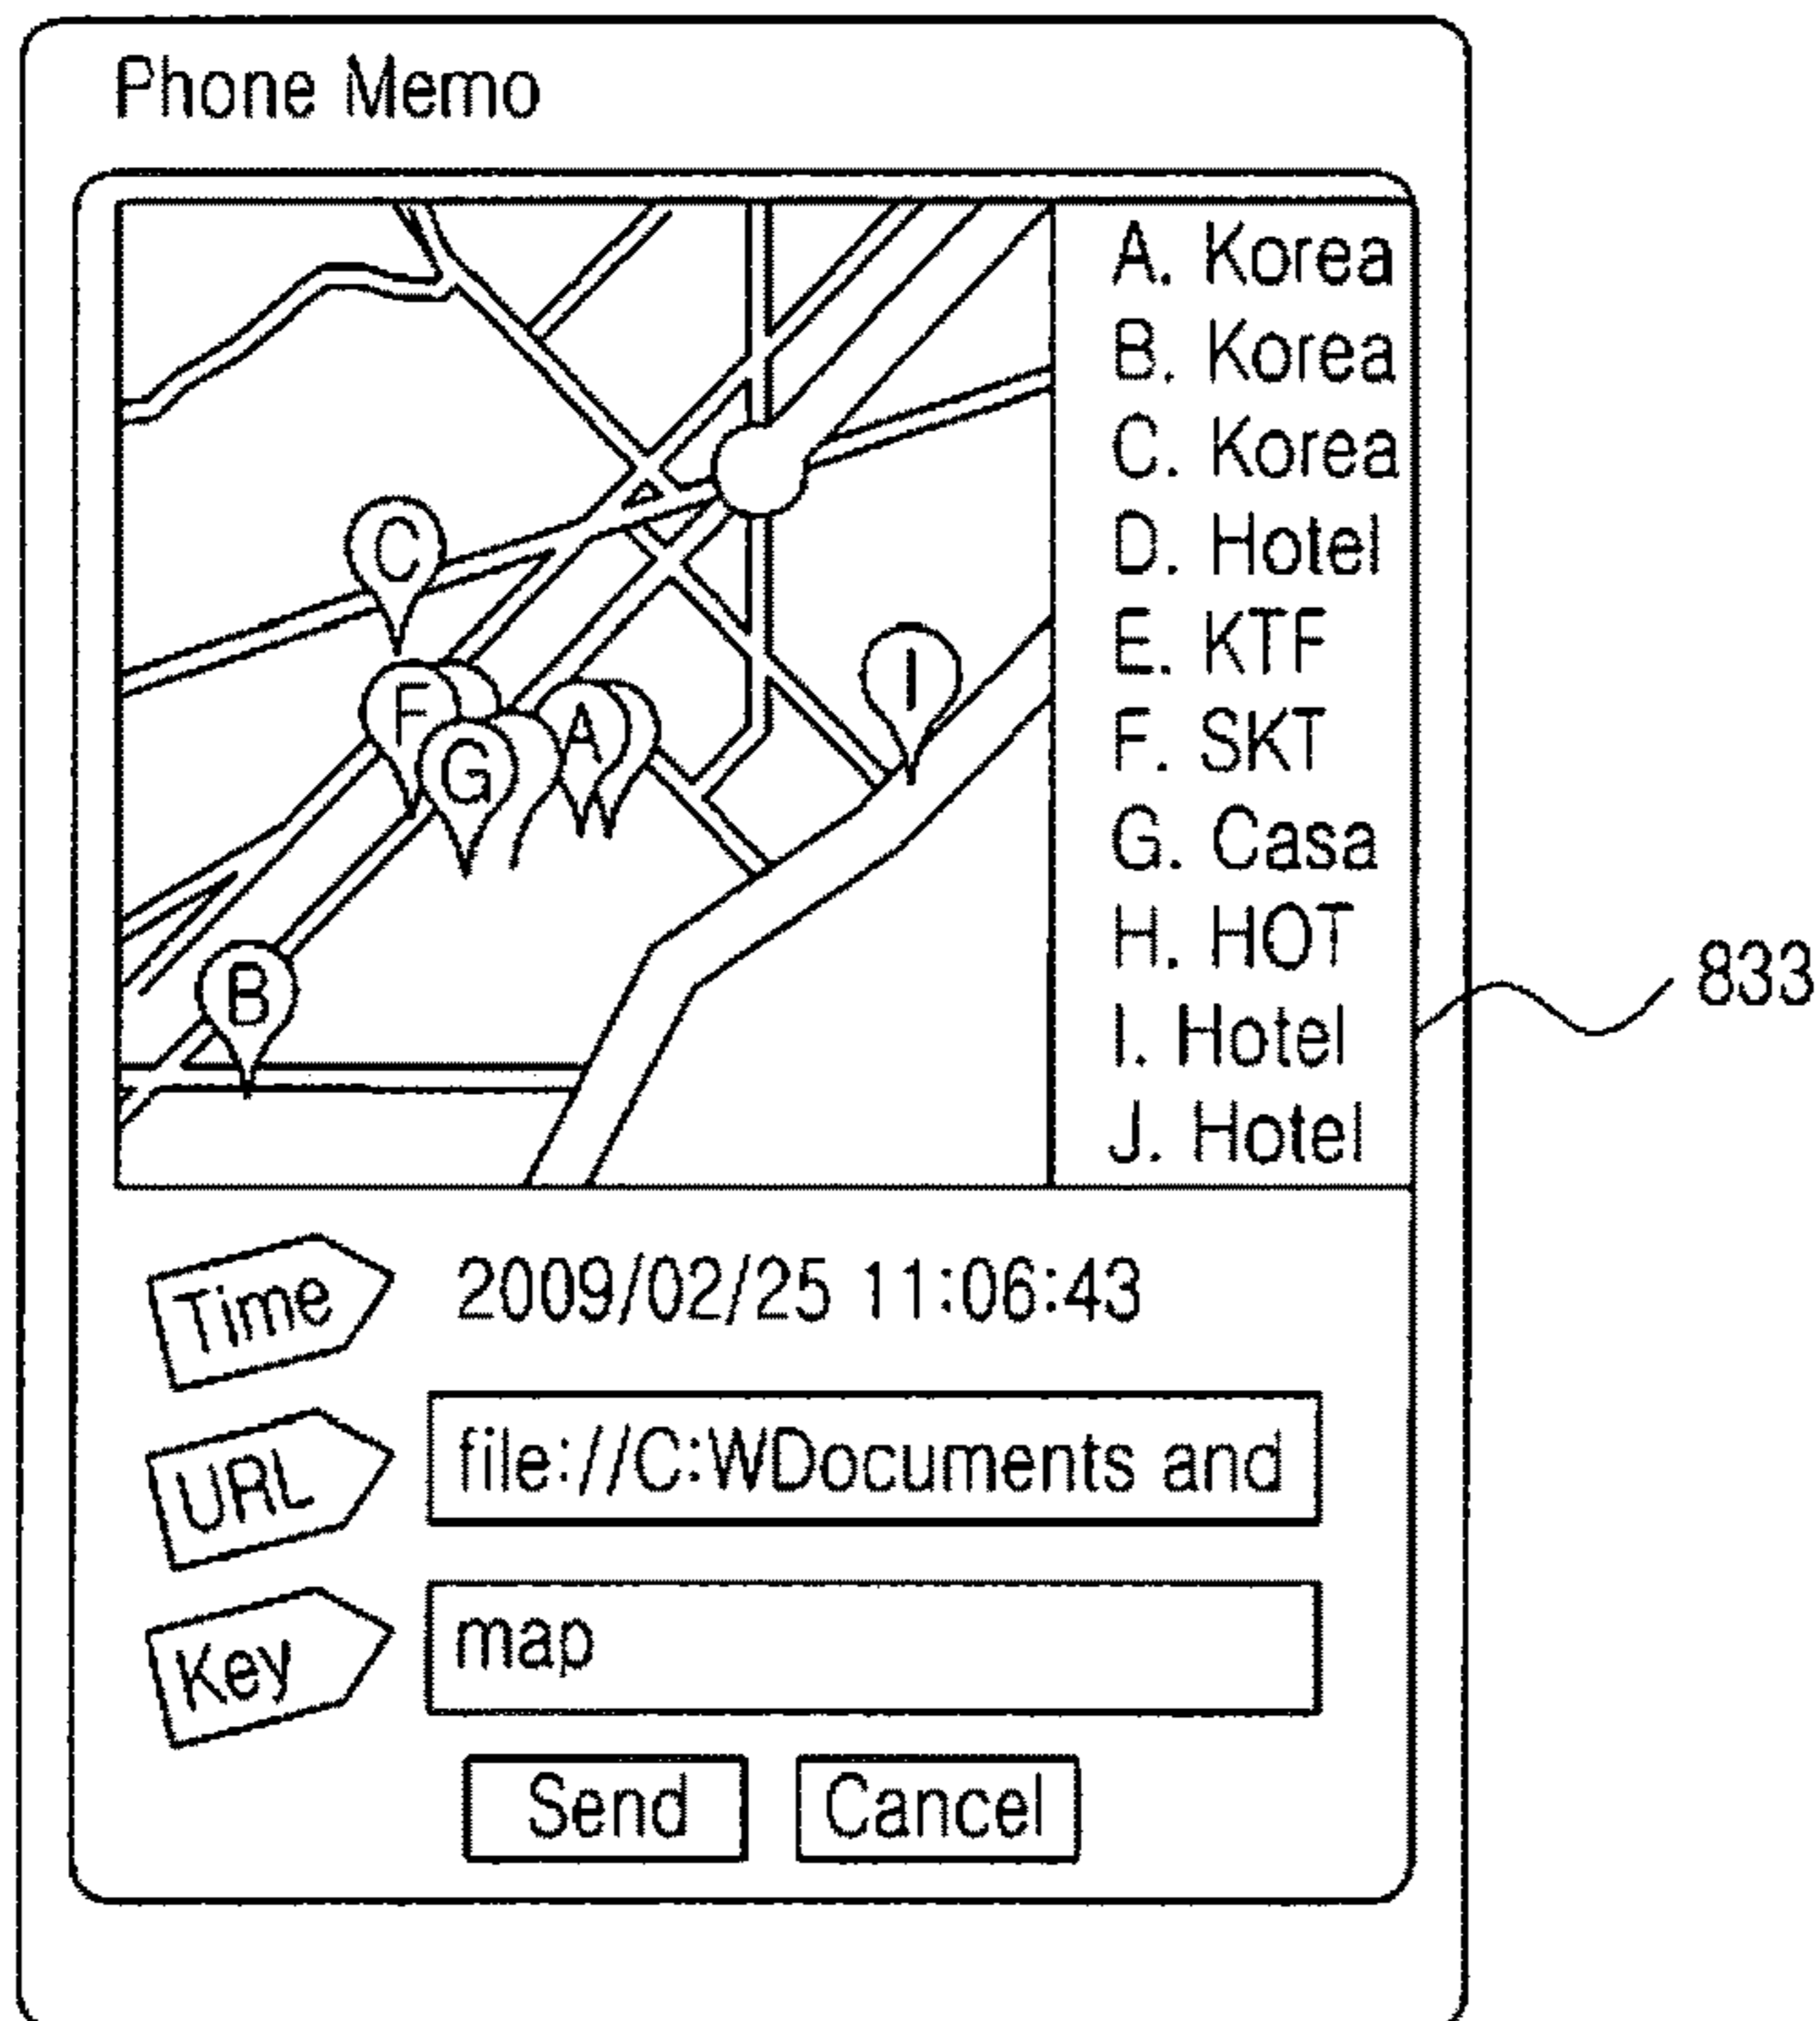 Phone Memo
A. Korea
B. Korea
C. Korea
D. Hotel
E. KTF
F. SKT
G. Casa
H. HOT
I. Hotel
J. Hotel
C
I
F
A
G
B
833
Time 2009/02/25 11:06:43
URL file://C:WDocuments and
Key map
Send Cancel